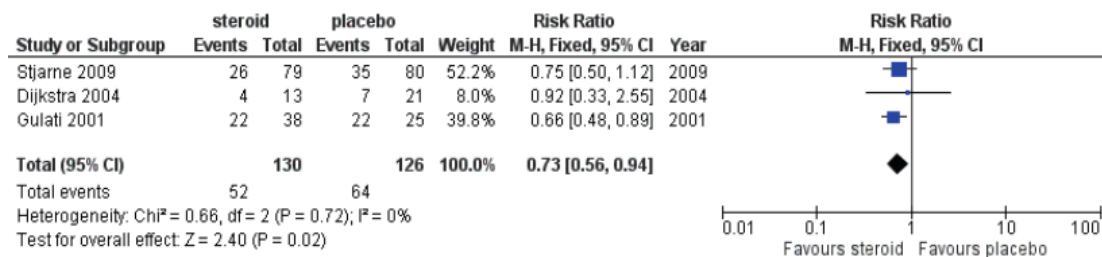 steroid placebo Risk Ratio Risk Ratio
Study or Subgroup Events Total Events Total Weight M-H, Fixed, 95% CI Year M-H, Fixed, 95% CI
Stjarne 2009 26 79 35 80 52.2% 0.75 [0.50, 1.12] 2009
Dijkstra 2004 4 13 7 21 8.0% 0.92 [0.33, 2.55] 2004
Gulati 2001 22 38 22 25 39.8% 0.66 [0.48, 0.89] 2001
Total (95% CI) 130 126 100.0% 0.73 [0.56, 0.94]
Total events 52 64
Heterogeneity: Chi² = 0.66, df = 2 (P = 0.72); I² = 0%
Test for overall effect: Z = 2.40 (P = 0.02)
0.01 0.1 1 10 100
Favours steroid Favours placebo